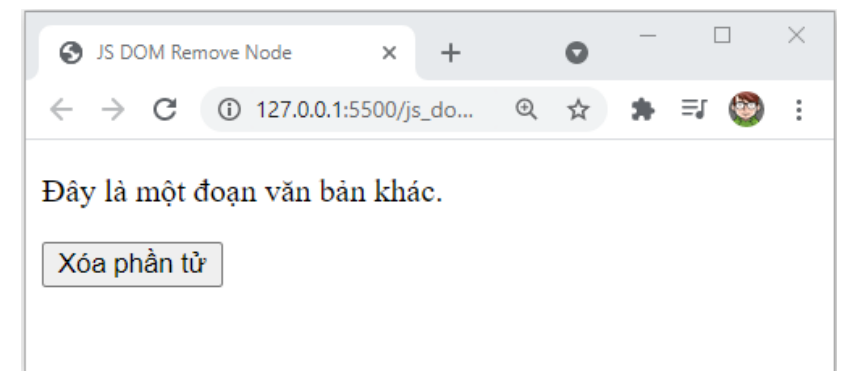 JS DOM Remove Node
127.0.0.1:5500/js_do...
Đây là một đoạn văn bản khác.
Xóa phần tử